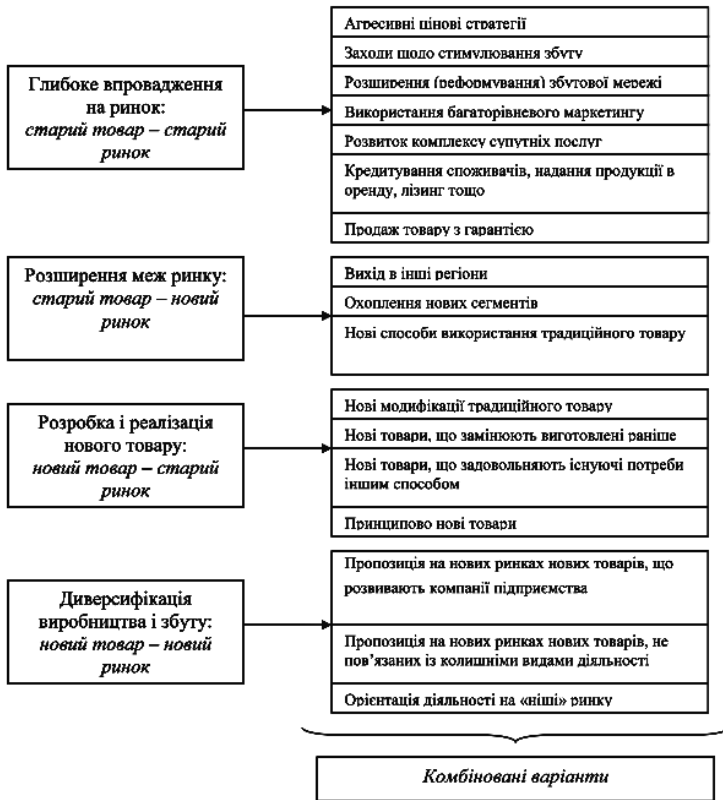 Глибоке впровадження
на ринок:
старий товар – старий
ринок
Агресивні цінові стратегії
Заходи щодо стимулювання збуту
Розширення (реформування) збутової мережі
Використання багаторівневого маркетингу
Розвиток комплексу супутніх послуг
Кредитування споживачів, надання продукції в
оренду, лізинг тощо
Продаж товару з гарантією
Розширення меж ринку:
старий товар – новий
ринок
Вихід в інші регіони
Охоплення нових сегментів
Нові способи використання традиційного товару
Розробка і реалізація
нового товару:
новий товар – старий
ринок
Нові модифікації традиційного товару
Нові товари, що замінюють виготовлені раніше
Нові товари, що задовольняють існуючі потреби
іншим способом
Принципово нові товари
Диверсифікація
виробництва і збуту:
новий товар – новий
ринок
Пропозиція на нових ринках нових товарів, що
розвивають компанії підприємства
Пропозиція на нових ринках нових товарів, не
пов’язаних із колишніми видами діяльності
Орієнтація діяльності на «ніші» ринку
Комбіновані варіанти